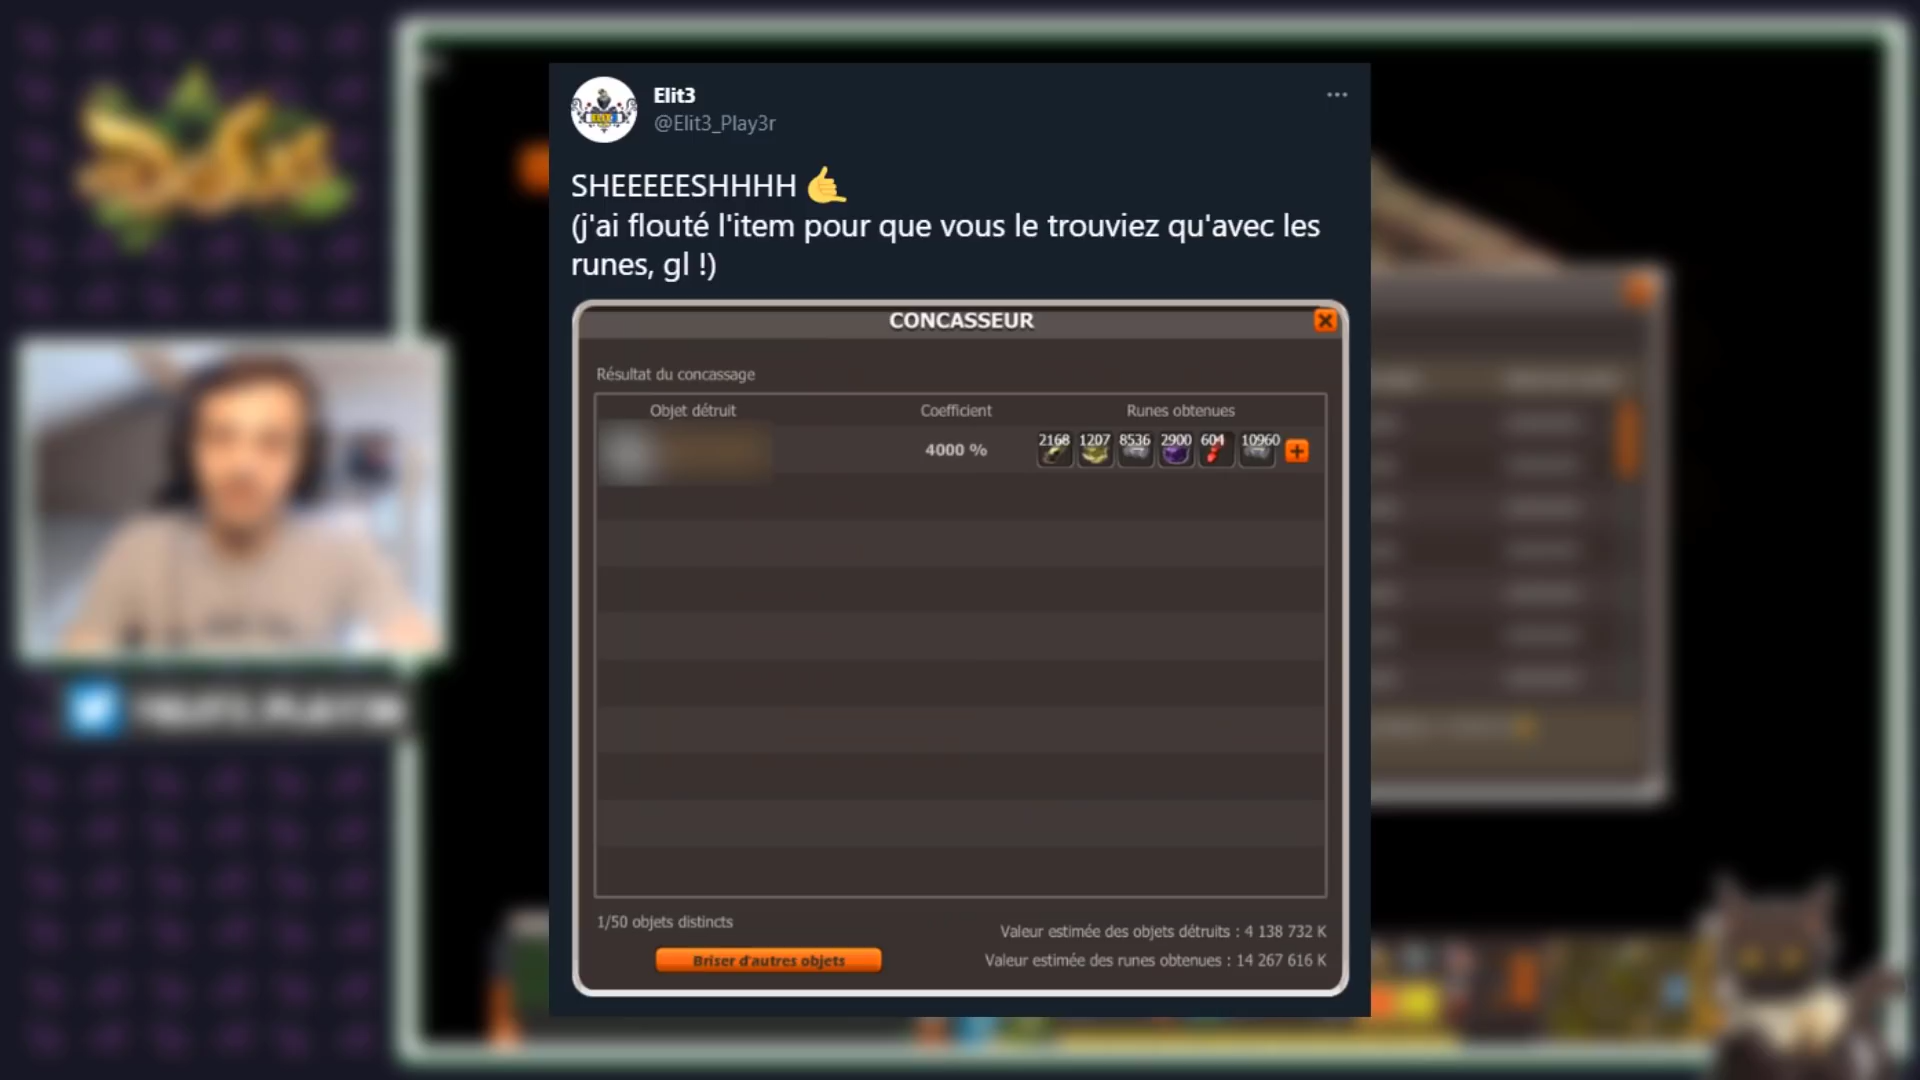 Elit3
@Elit3_Play3r
SHEEEEESHHHH 🤙
(j'ai flouté l'item pour que vous le trouviez qu'avec les
runes, gl !)
CONCASSEUR
Résultat du concassage
Objet détruit Coefficient Runes obtenues
4000 % 2168 1207 8536 2900 604 10960
1/50 objets distincts
Valeur estimée des objets détruits : 4 138 732 K
Briser d'autres objets
Valeur estimée des runes obtenues : 14 267 616 K